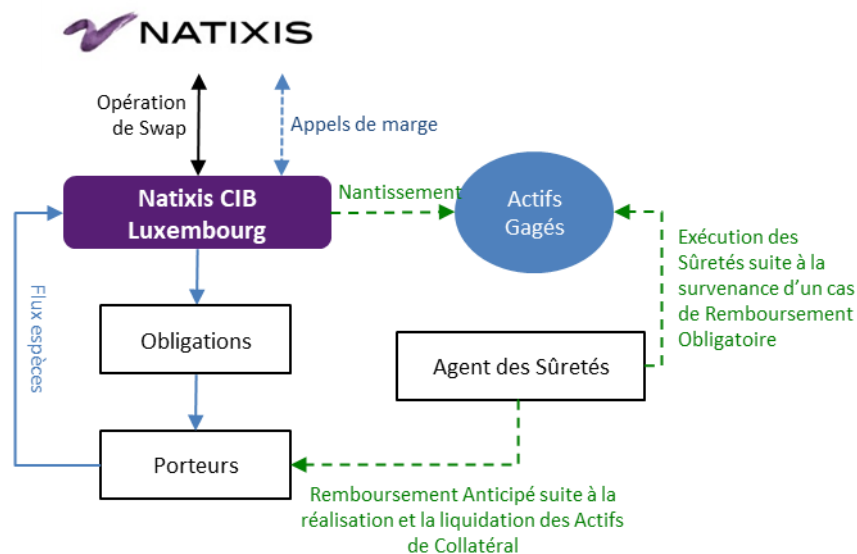 NATIXIS
Opération
de Swap
Appels de marge
Natixis CIB
Luxembourg
Nantissement
Actifs
Gagés
Exécution des
Sûretés suite à la
survenance d'un cas
de Remboursement
Obligatoire
Flux espèces
Obligations
Agent des Sûretés
Porteurs
Remboursement Anticipé suite à la
réalisation et la liquidation des Actifs
de Collatéral